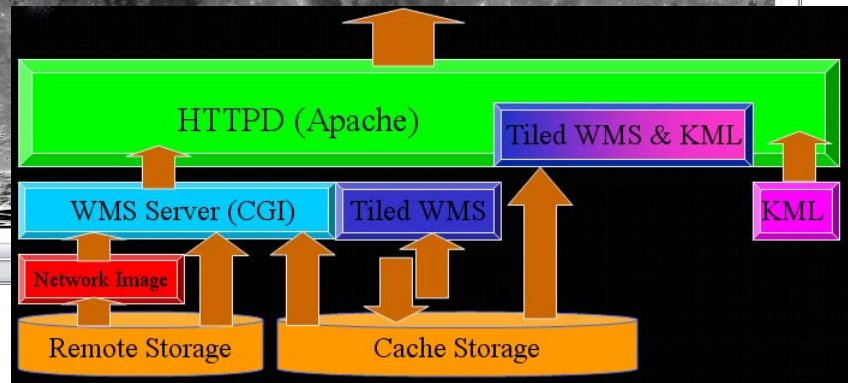 HTTPD (Apache)
Tiled WMS & KML
WMS Server (CGI)
Tiled WMS
KML
Network Image
Remote Storage
Cache Storage